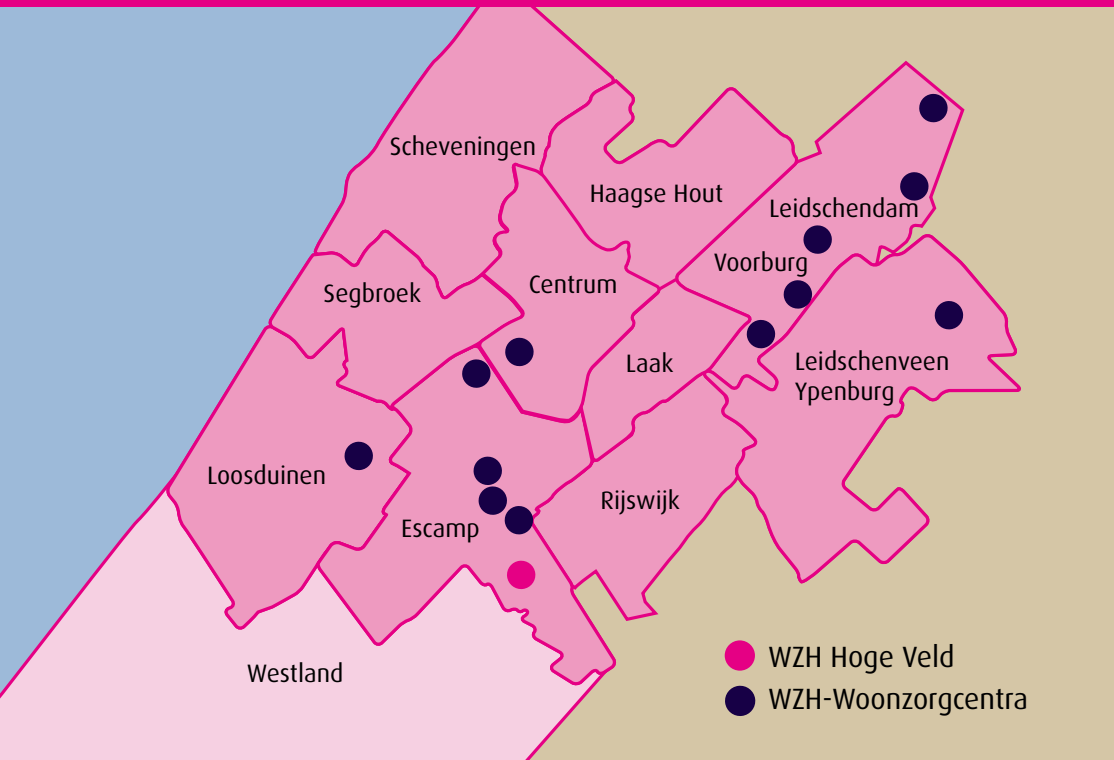 Scheveningen
Haagse Hout
Leidschendam
Voorburg
Centrum
Segbroek
Laak
Leidschenveen
Ypenburg
Loosduinen
Rijswijk
Escamp
Westland
WZH Hoge Veld
WZH-Woonzorgcentra